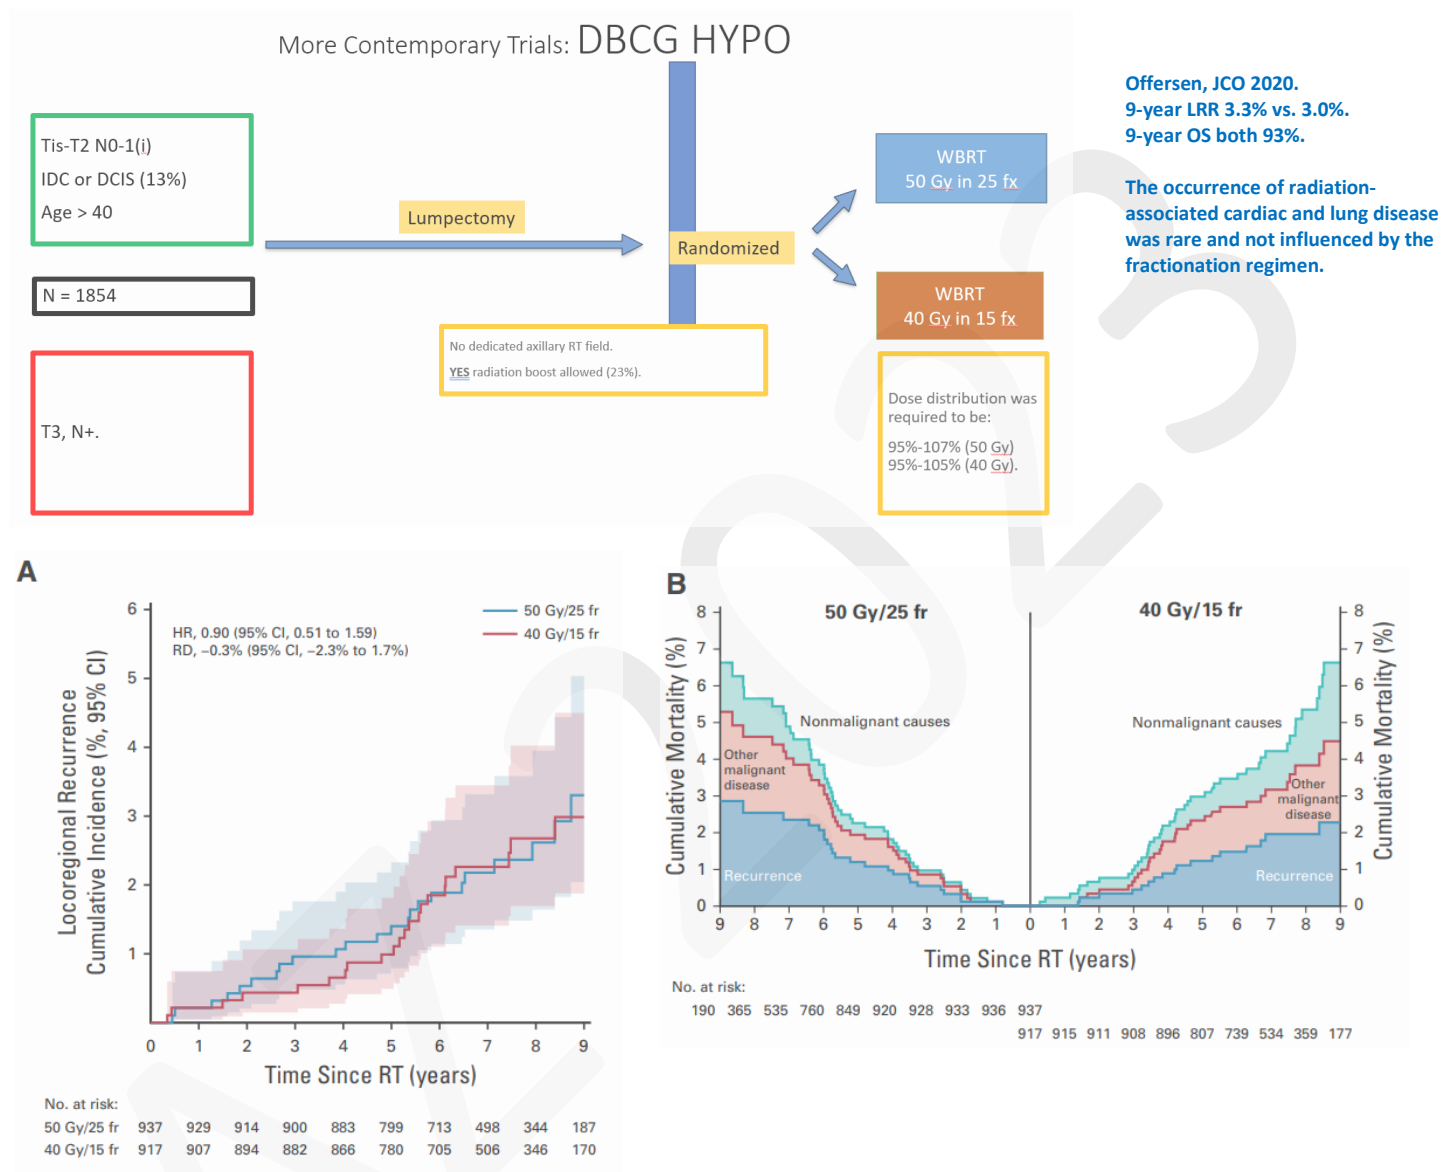 More Contemporary Trials: DBCG HYPO
Tis-T2 N0-1(i)
IDC or DCIS (13%)
Age > 40
N = 1854
T3, N+.
Lumpectomy
Randomized
No dedicated axillary RT field.
YES radiation boost allowed (23%).
WBRT
50 Gy in 25 fx
WBRT
40 Gy in 15 fx
Dose distribution was
required to be:
95%-107% (50 Gy)
95%-105% (40 Gy).
Offersen, JCO 2020.
9-year LRR 3.3% vs. 3.0%.
9-year OS both 93%.
The occurrence of radiation-
associated cardiac and lung disease
was rare and not influenced by the
fractionation regimen.
A
50 Gy/25 fr
40 Gy/15 fr
HR, 0.90 (95% CI, 0.51 to 1.59)
RD, −0.3% (95% CI, −2.3% to 1.7%)
Locoregional Recurrence
Cumulative Incidence (%, 95% CI)
6
5
4
3
2
1
0 1 2 3 4 5 6 7 8 9
Time Since RT (years)
No. at risk:
50 Gy/25 fr 937 929 914 900 883 799 713 498 344 187
40 Gy/15 fr 917 907 894 882 866 780 705 506 346 170
B
50 Gy/25 fr
40 Gy/15 fr
Cumulative Mortality (%)
8
7
6
5
4
3
2
1
0
Nonmalignant causes
Other
malignant
disease
Recurrence
Nonmalignant causes
Other
malignant
disease
Recurrence
8
7
6
5
4
3
2
1
0
Cumulative Mortality (%)
9 8 7 6 5 4 3 2 1 0 1 2 3 4 5 6 7 8 9
Time Since RT (years)
No. at risk:
190 365 535 760 849 920 928 933 936 937
917 915 911 908 896 807 739 534 359 177